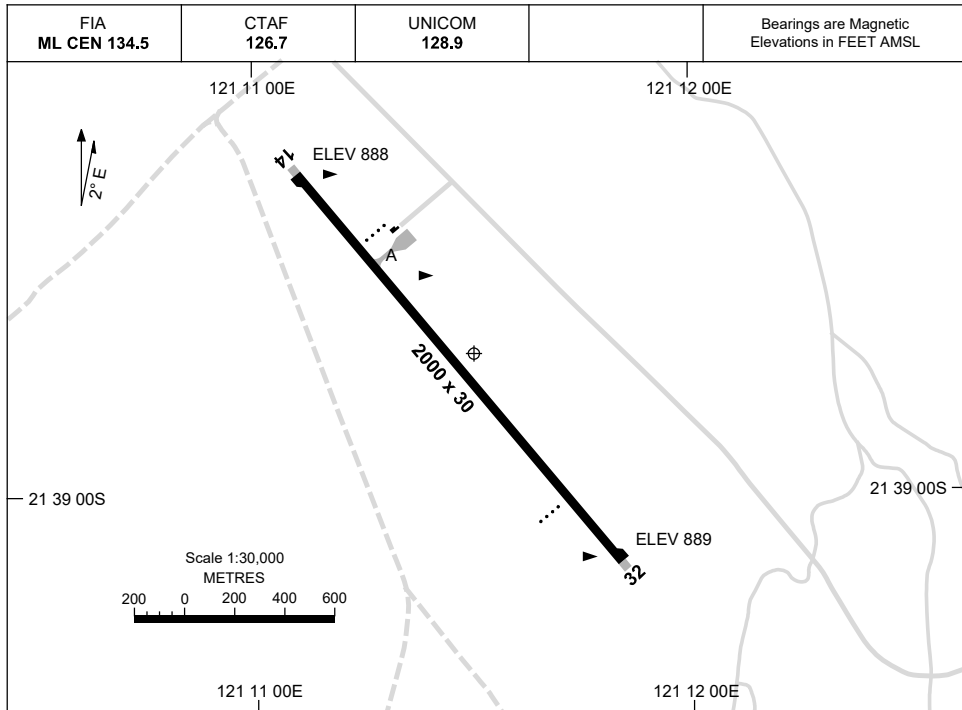 FIA
ML CEN 134.5
CTAF
126.7
UNICOM
128.9
Bearings are Magnetic
Elevations in FEET AMSL
121 11 00E
121 12 00E
2° E
14
ELEV 888
A
2000 x 30
21 39 00S
21 39 00S
ELEV 889
32
Scale 1:30,000
METRES
200 0 200 400 600
121 11 00E
121 12 00E